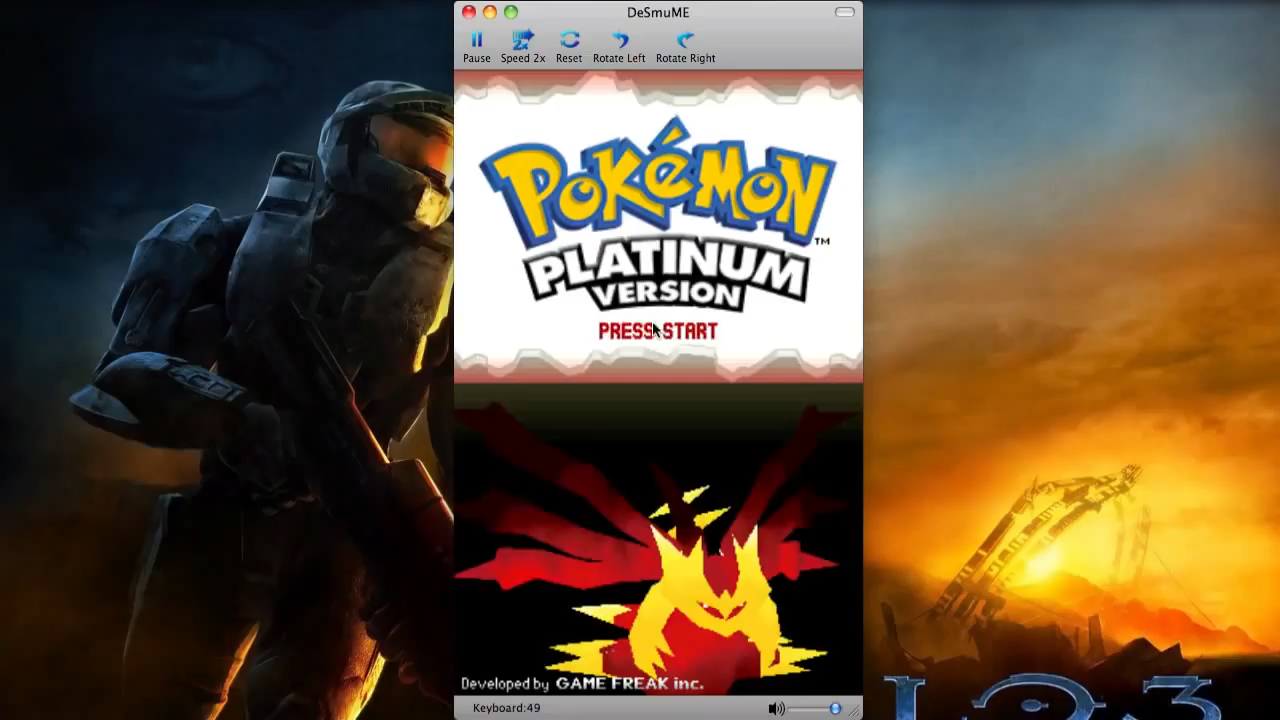 DeSmuME
Pause Speed 2x Reset Rotate Left Rotate Right
POKéMON
TM
PLATINUM
VERSION
PRESS START
Developed by GAME FREAK inc.
Keyboard:49